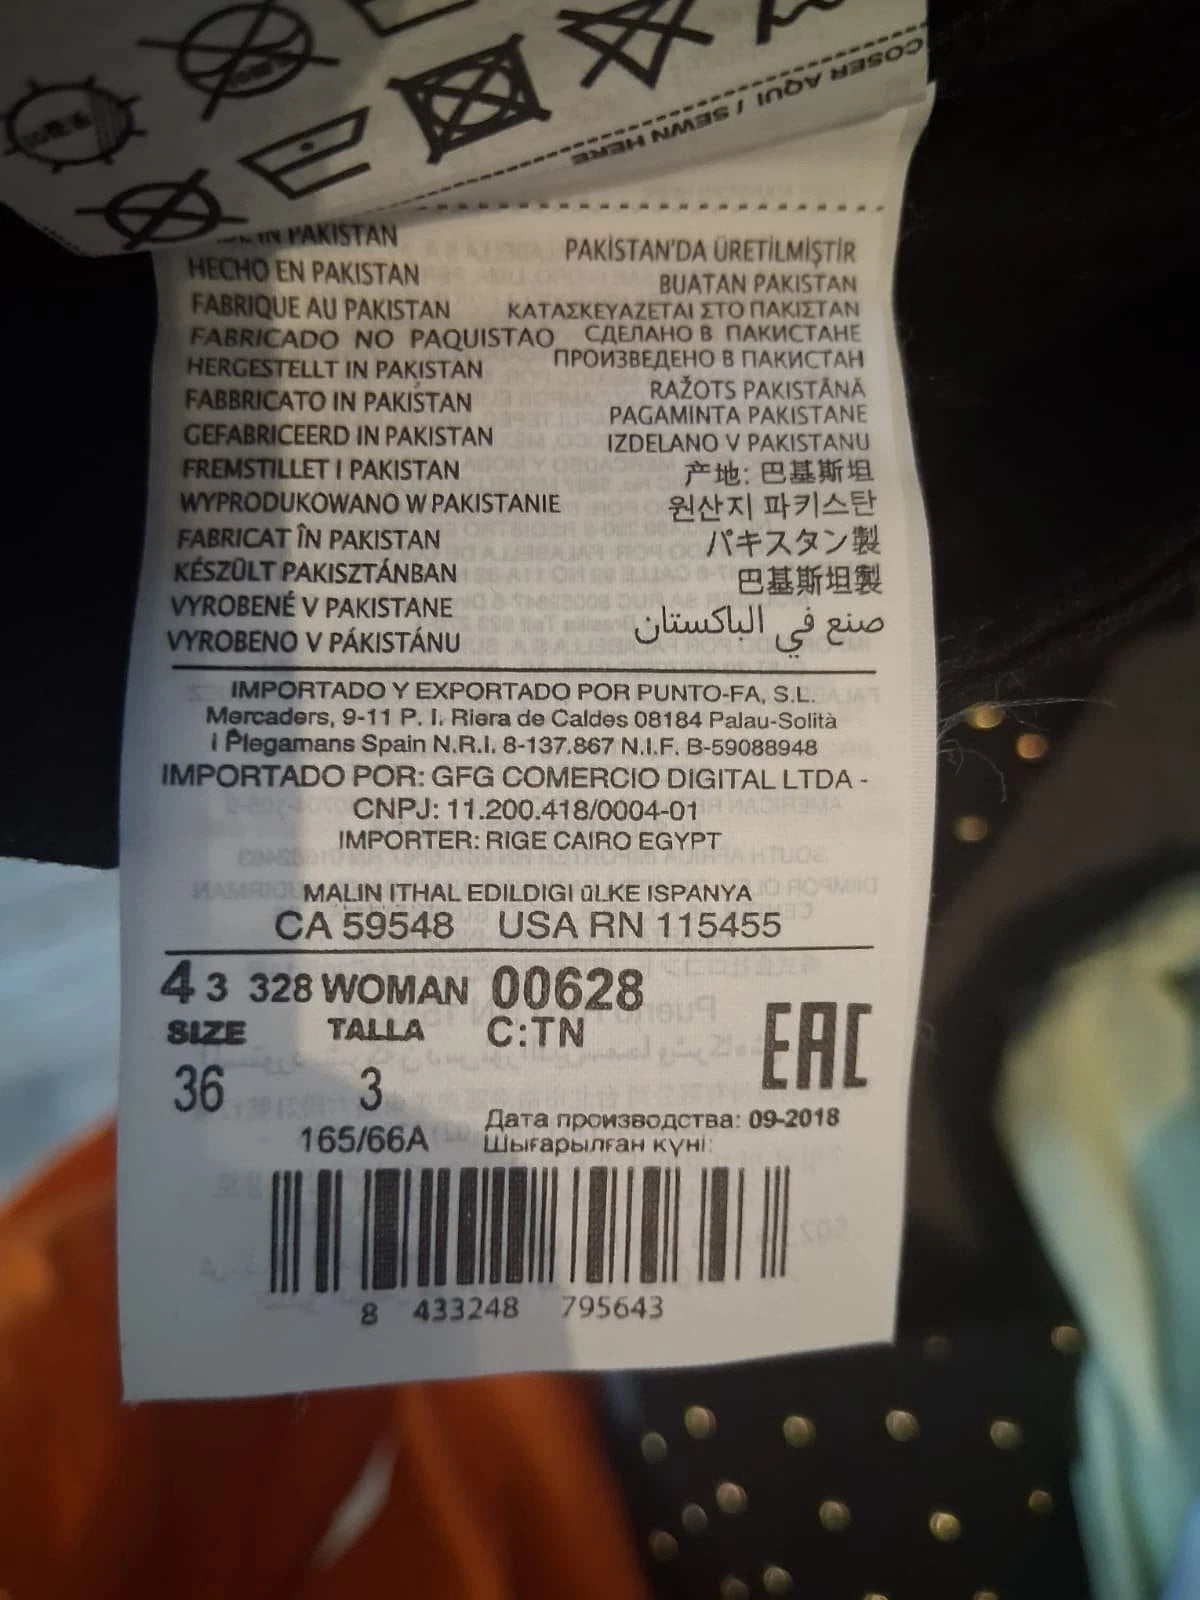 COSER AQUI / SEWN HERE
IN PAKISTAN
HECHO EN PAKISTAN
FABRIQUE AU PAKISTAN
FABRICADO NO PAQUISTAO
HERGESTELLT IN PAKISTAN
FABBRICATO IN PAKISTAN
GEFABRICEERD IN PAKISTAN
FREMSTILLET I PAKISTAN
WYPRODUKOWANO W PAKISTANIE
FABRICAT ÎN PAKISTAN
KÉSZÜLT PAKISZTÁNBAN
VYROBENÉ V PAKISTANE
VYROBENO V PÁKISTÁNU
PAKİSTAN'DA ÜRETİLMİŞTİR
BUATAN PAKISTAN
ΚΑΤΑΣΚΕΥΑΖΕΤΑΙ ΣΤΟ ΠΑΚΙΣΤΑΝ
СДЕЛАНО В ПАКИСТАНЕ
ПРОИЗВЕДЕНО В ПАКИСТАН
RAŽOTS PAKISTĀNĀ
PAGAMINTA PAKISTANE
IZDELANO V PAKISTANU
产地: 巴基斯坦
원산지 파키스탄
パキスタン製
巴基斯坦製
صنع في الباكستان
IMPORTADO Y EXPORTADO POR PUNTO-FA, S.L.
Mercaders, 9-11 P. I. Riera de Caldes 08184 Palau-Solità
i Plegamans Spain N.R.I. 8-137.867 N.I.F. B-59088948
IMPORTADO POR: GFG COMERCIO DIGITAL LTDA -
CNPJ: 11.200.418/0004-01
IMPORTER: RIGE CAIRO EGYPT
MALIN ITHAL EDILDIGI üLKE ISPANYA
CA 59548 USA RN 115455
43 328 WOMAN 00628
SIZE TALLA C:TN
EAC
36 3
165/66A
Дата производства: 09-2018
Шығарылған күні:
8 433248 795643